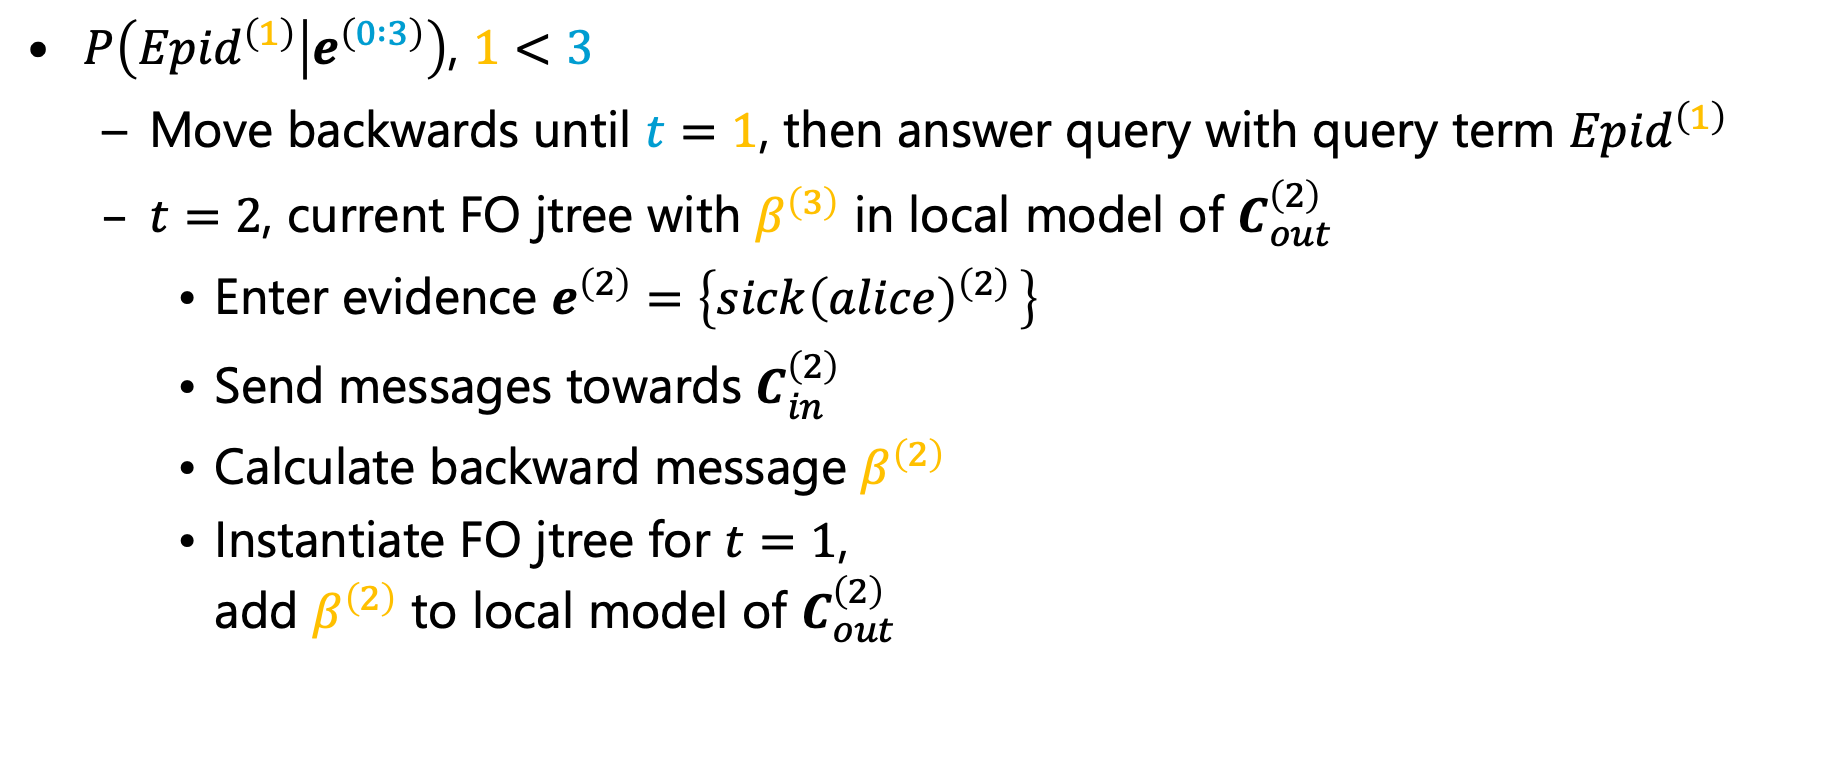 • P(Epid⁽¹⁾|e⁽⁰:³⁾), 1 < 3
– Move backwards until t = 1, then answer query with query term Epid⁽¹⁾
– t = 2, current FO jtree with β⁽³⁾ in local model of C_out⁽²⁾
• Enter evidence e⁽²⁾ = {sick(alice)⁽²⁾}
• Send messages towards C_in⁽²⁾
• Calculate backward message β⁽²⁾
• Instantiate FO jtree for t = 1,
add β⁽²⁾ to local model of C_out⁽²⁾